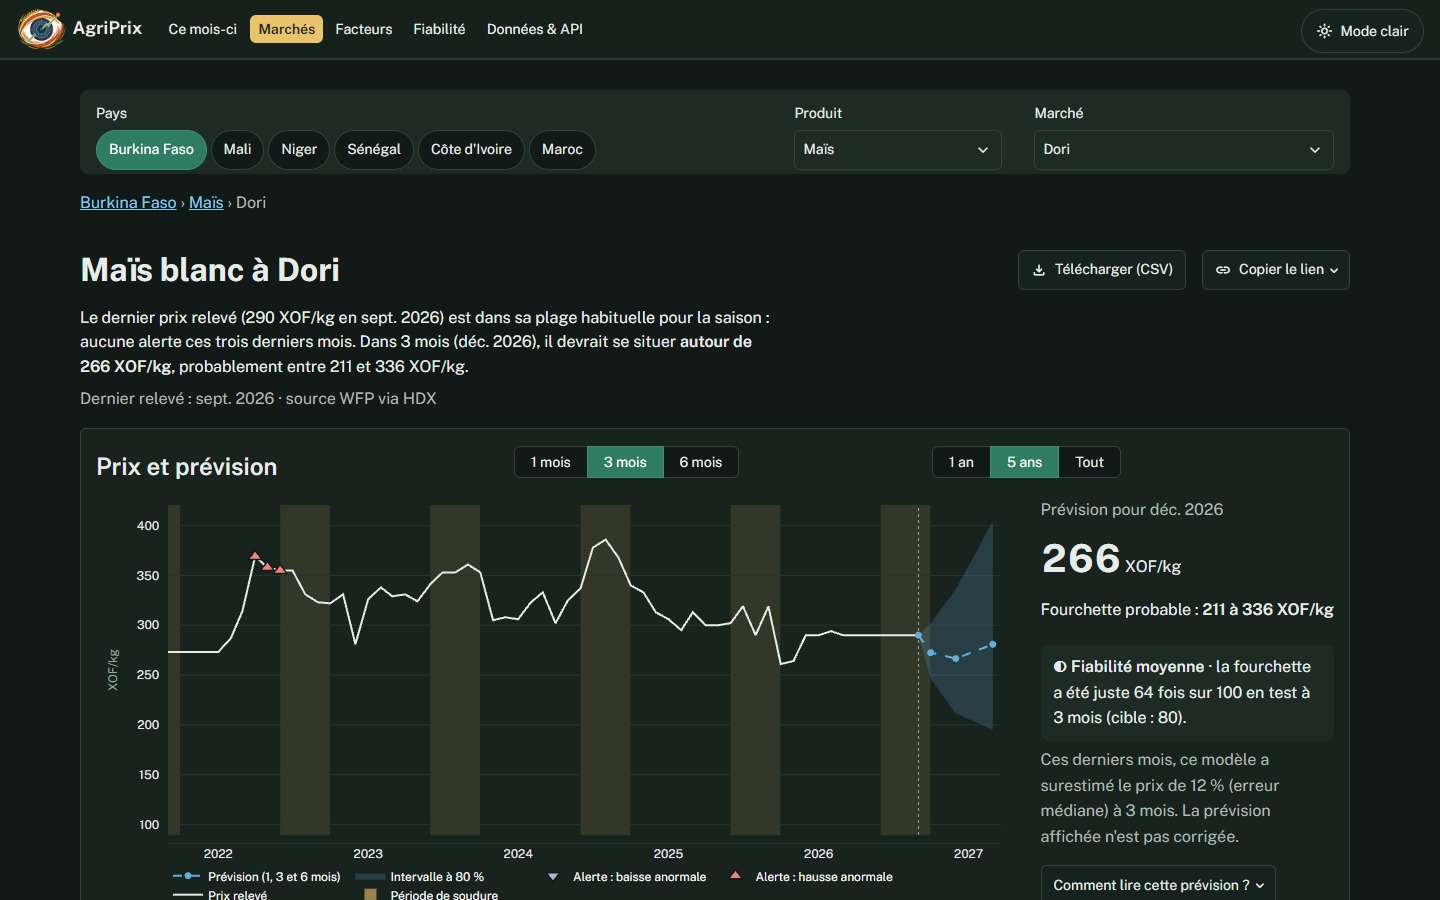 AgriPrix
Ce mois-ci
Marchés
Facteurs
Fiabilité
Données & API
Mode clair
Pays
Burkina Faso
Mali
Niger
Sénégal
Côte d'Ivoire
Maroc
Produit
Maïs
Marché
Dori
Burkina Faso › Maïs › Dori
Maïs blanc à Dori
Télécharger (CSV)
Copier le lien
Le dernier prix relevé (290 XOF/kg en sept. 2026) est dans sa plage habituelle pour la saison :
aucune alerte ces trois derniers mois. Dans 3 mois (déc. 2026), il devrait se situer autour de
266 XOF/kg, probablement entre 211 et 336 XOF/kg.
Dernier relevé : sept. 2026 · source WFP via HDX
Prix et prévision
1 mois
3 mois
6 mois
1 an
5 ans
Tout
400
350
300
250
200
150
100
XOF/kg
2022
2023
2024
2025
2026
2027
Prévision (1, 3 et 6 mois)
Intervalle à 80 %
Alerte : baisse anormale
Alerte : hausse anormale
Prix relevé
Période de soudure
Prévision pour déc. 2026
266 XOF/kg
Fourchette probable : 211 à 336 XOF/kg
Fiabilité moyenne · la fourchette
a été juste 64 fois sur 100 en test à
3 mois (cible : 80).
Ces derniers mois, ce modèle a
surestimé le prix de 12 % (erreur
médiane) à 3 mois. La prévision
affichée n'est pas corrigée.
Comment lire cette prévision ?